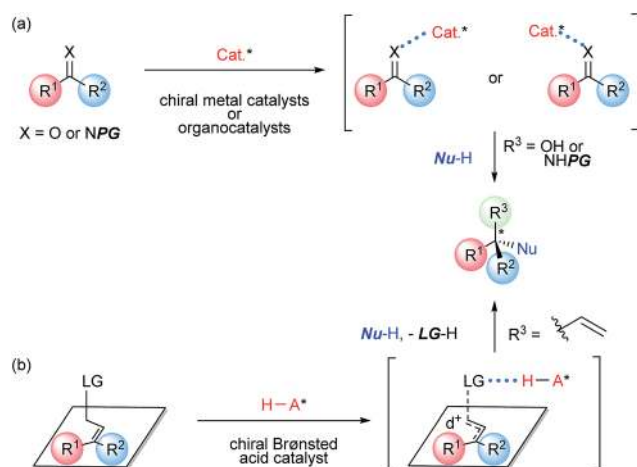 (a)
X
R¹ R²
X = O or NPG
Cat.*
chiral metal catalysts
or
organocatalysts
Cat.*
X
R¹ R²
or
Cat.*
X
R¹ R²
Nu-H
R³ = OH or
NHPG
R³
*
R¹ Nu
R²
Nu-H, - LG-H
R³ =
(b)
LG
R¹ R²
H–A*
chiral Brønsted
acid catalyst
LG H–A*
d⁺
R¹ R²